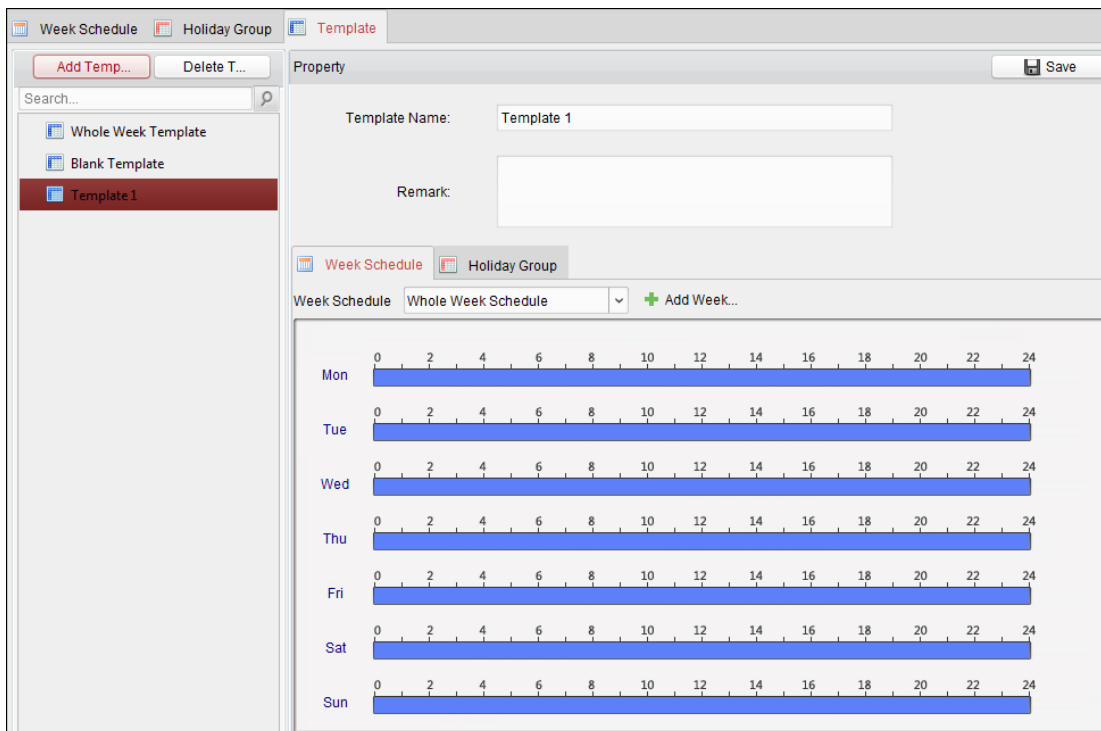 Week Schedule Holiday Group Template
Add Temp... Delete T... Property Save
Search...
Whole Week Template
Blank Template
Template 1
Template Name: Template 1
Remark:
Week Schedule Holiday Group
Week Schedule Whole Week Schedule Add Week...
0 2 4 6 8 10 12 14 16 18 20 22 24
Mon
0 2 4 6 8 10 12 14 16 18 20 22 24
Tue
0 2 4 6 8 10 12 14 16 18 20 22 24
Wed
0 2 4 6 8 10 12 14 16 18 20 22 24
Thu
0 2 4 6 8 10 12 14 16 18 20 22 24
Fri
0 2 4 6 8 10 12 14 16 18 20 22 24
Sat
0 2 4 6 8 10 12 14 16 18 20 22 24
Sun